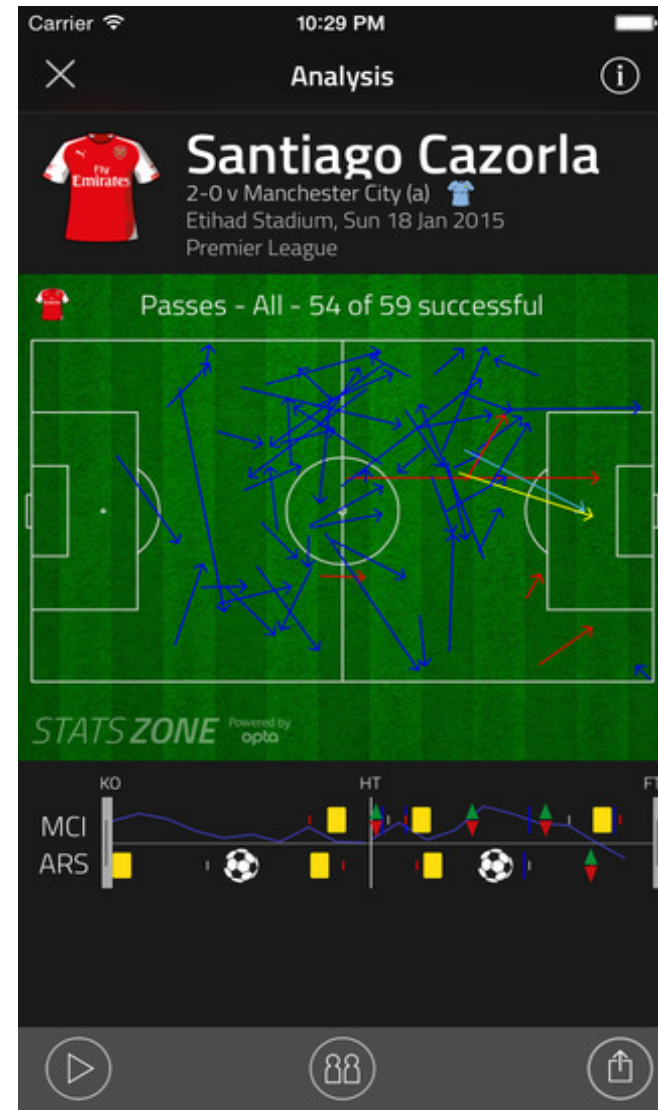 Carrier 10:29 PM
Analysis
Fly
Emirates
Santiago Cazorla
2-0 v Manchester City (a)
Etihad Stadium, Sun 18 Jan 2015
Premier League
Passes - All - 54 of 59 successful
STATS ZONE Powered by
opta
KO HT FT
MCI
ARS